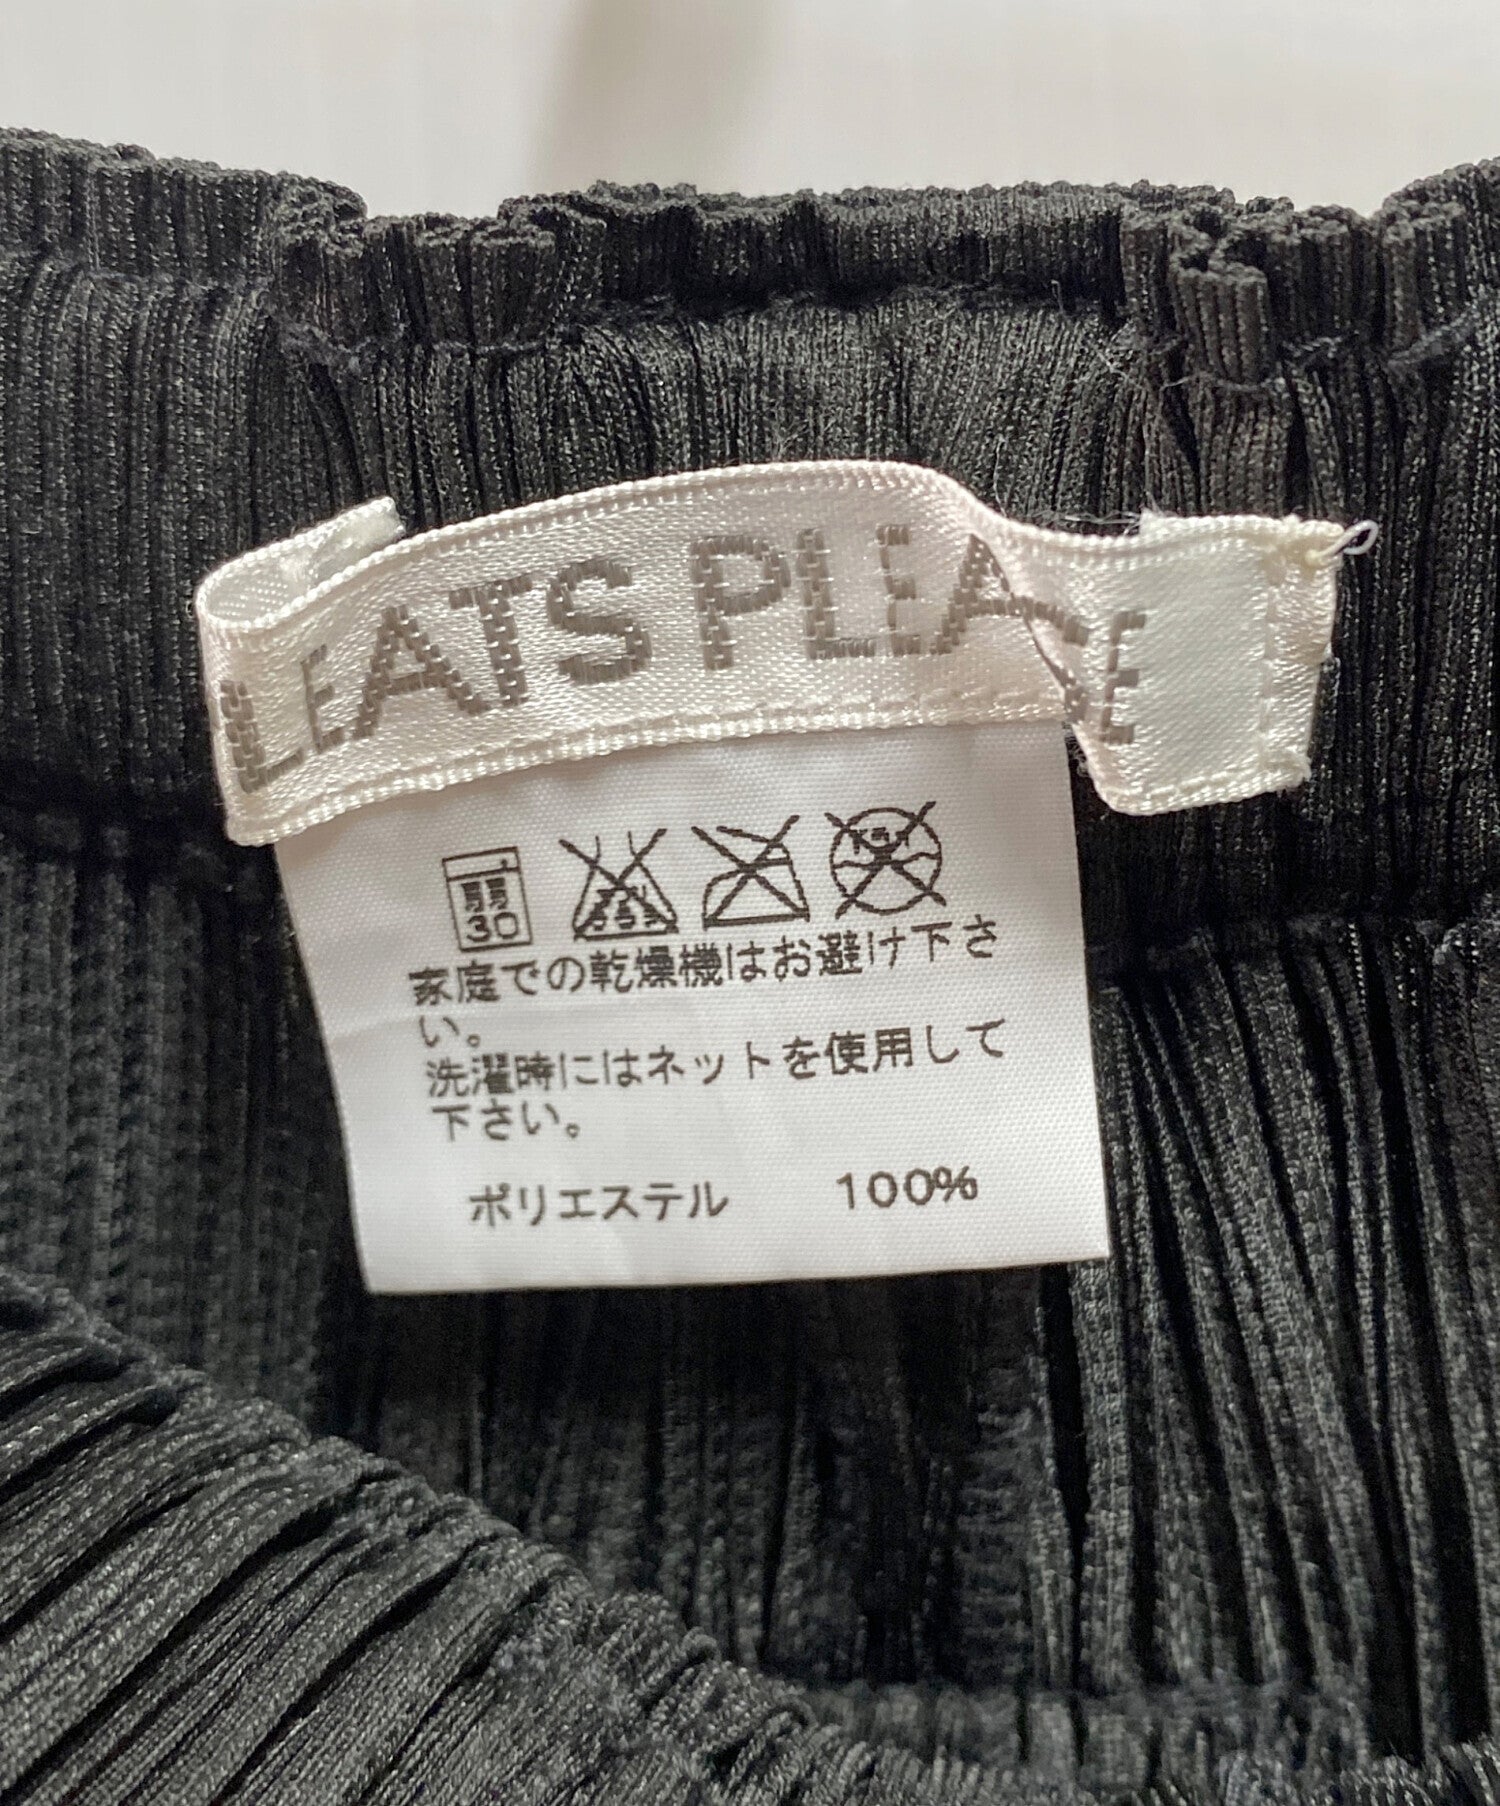 LEATS PLEASE
弱
30
家庭での乾燥機はお避け下さ
い。
洗濯時にはネットを使用して
下さい。
ポリエステル 100%